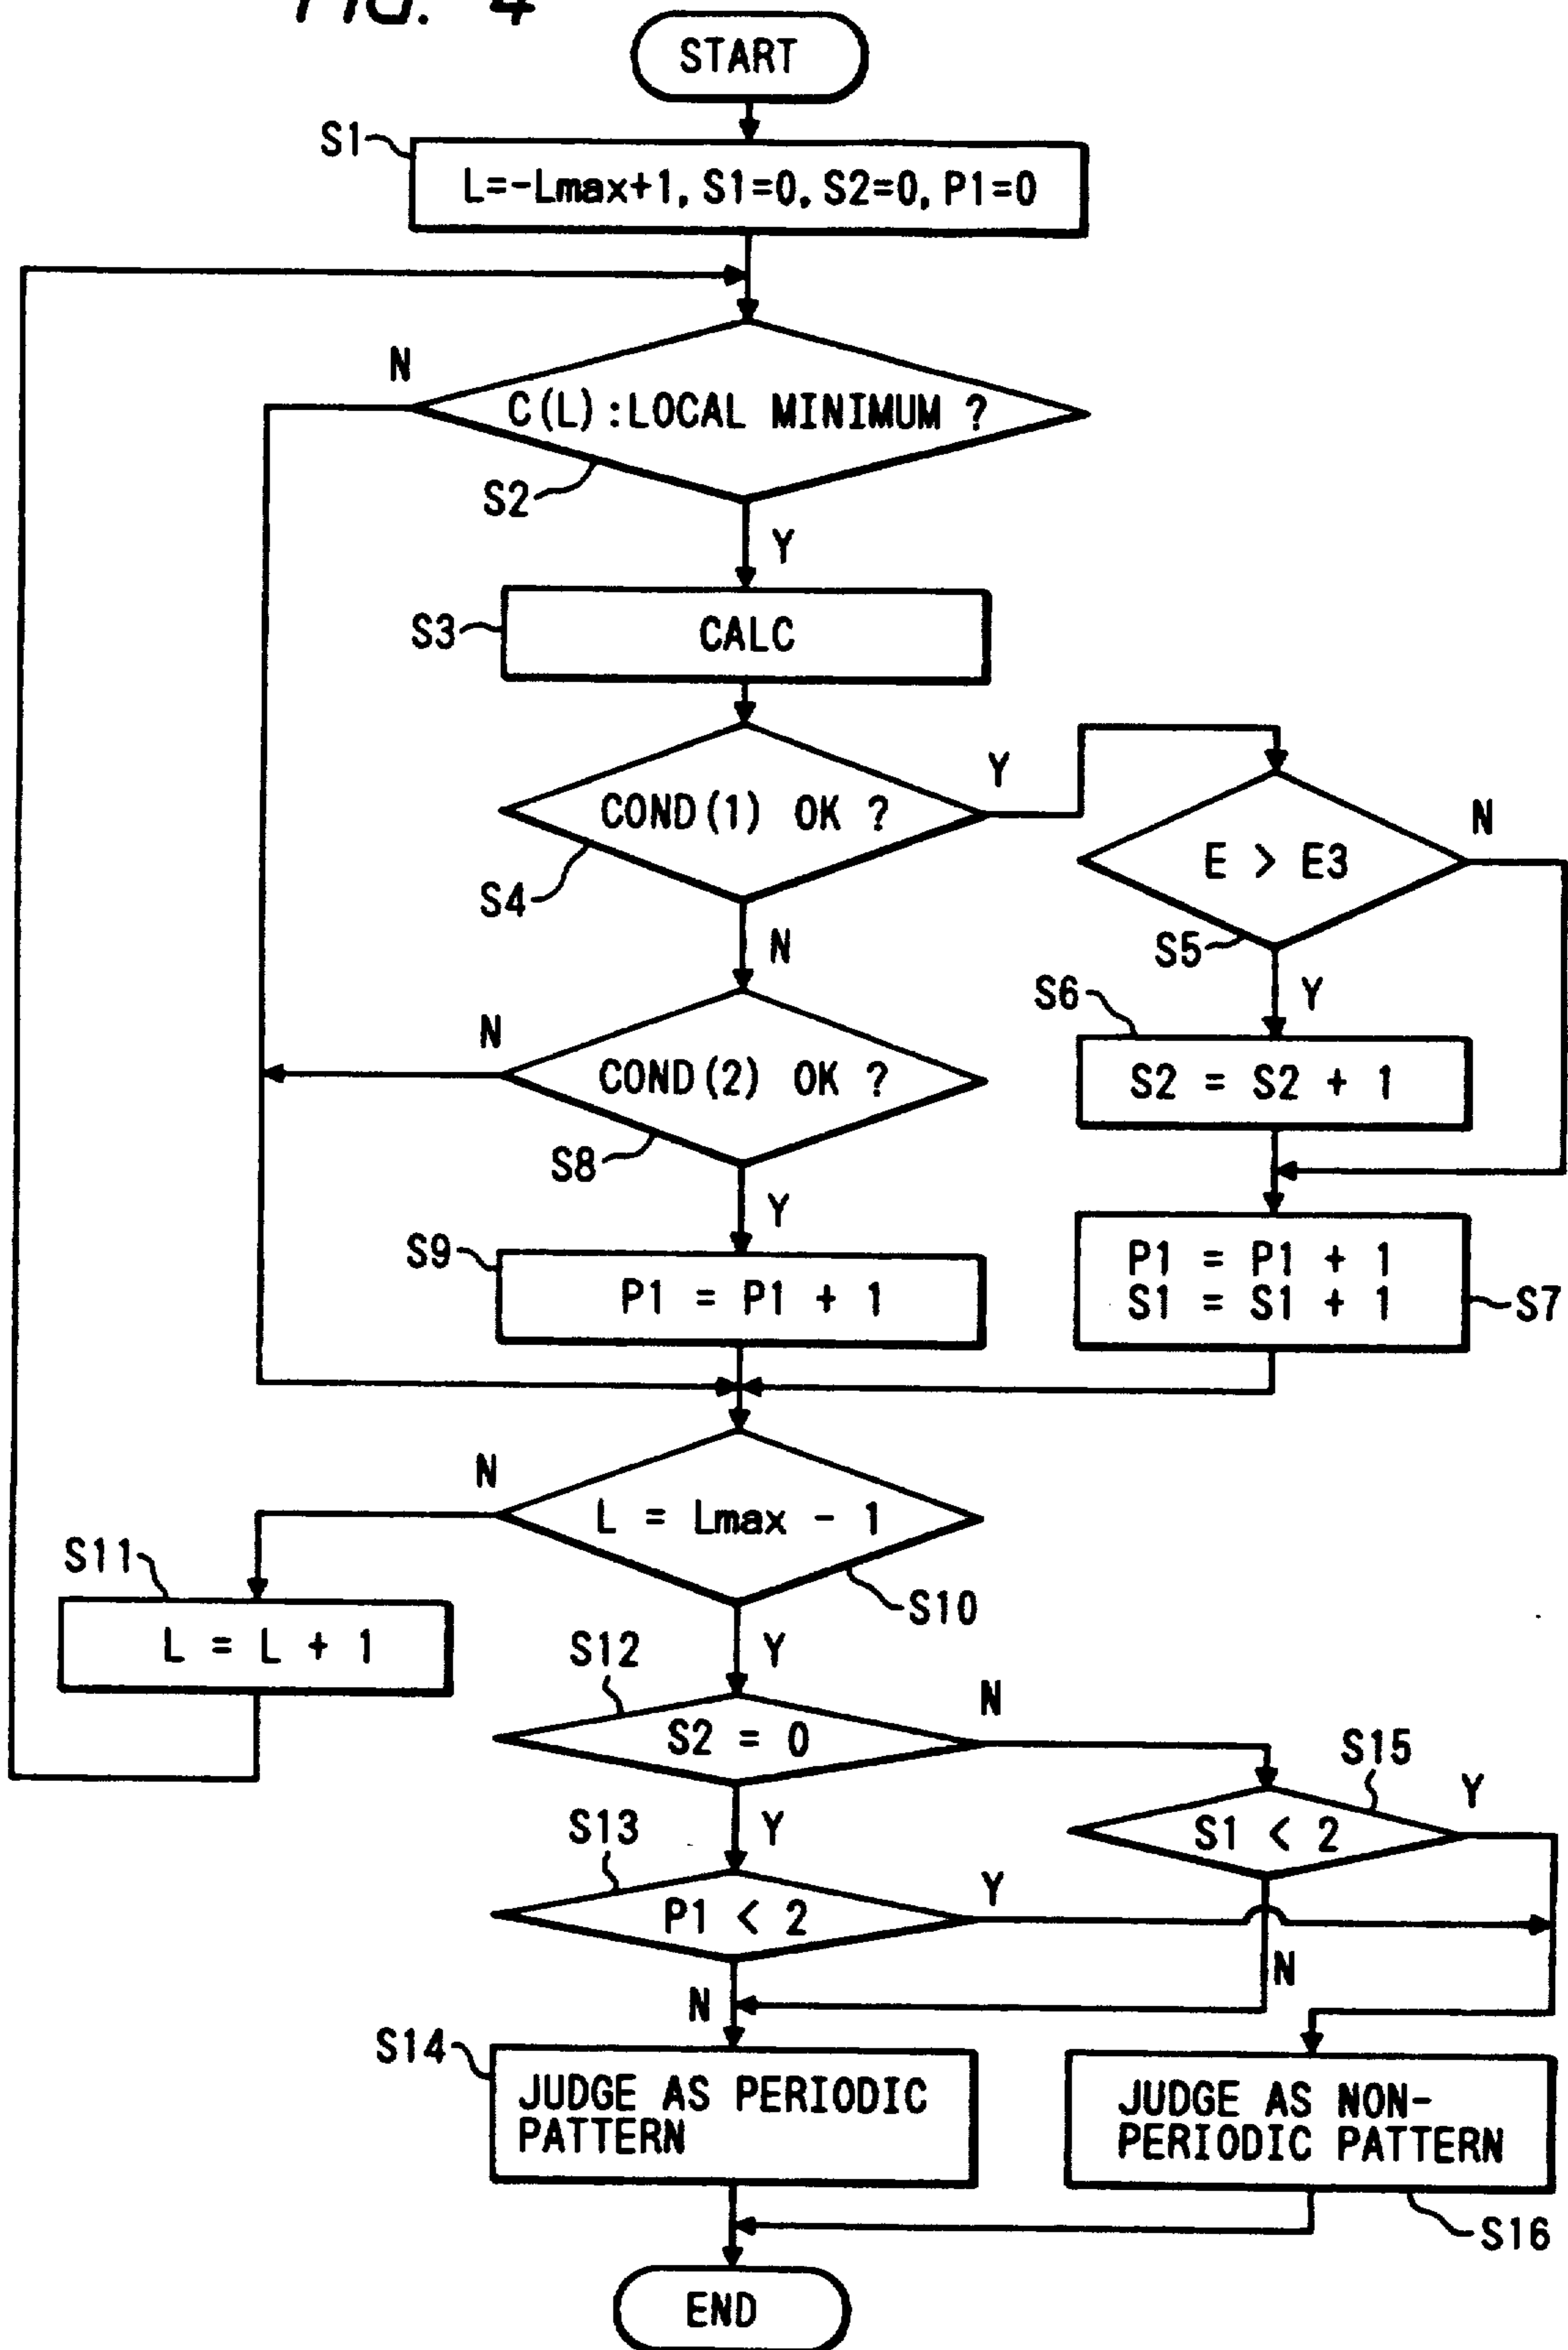 FIG. 4
START
S1
L=-Lmax+1, S1=0, S2=0, P1=0
N
C(L):LOCAL MINIMUM ?
S2
Y
S3
CALC
Y
COND(1) OK ?
N
E > E3
S4
S5
N
Y
S6
N
COND(2) OK ?
S2 = S2 + 1
S8
Y
S9
P1 = P1 + 1
P1 = P1 + 1
S1 = S1 + 1
S7
N
L = Lmax - 1
S11
S10
L = L + 1
Y
S12
N
S2 = 0
S15
Y
S13
Y
S1 < 2
Y
P1 < 2
N
N
S14
JUDGE AS PERIODIC
PATTERN
JUDGE AS NON-
PERIODIC PATTERN
S16
END